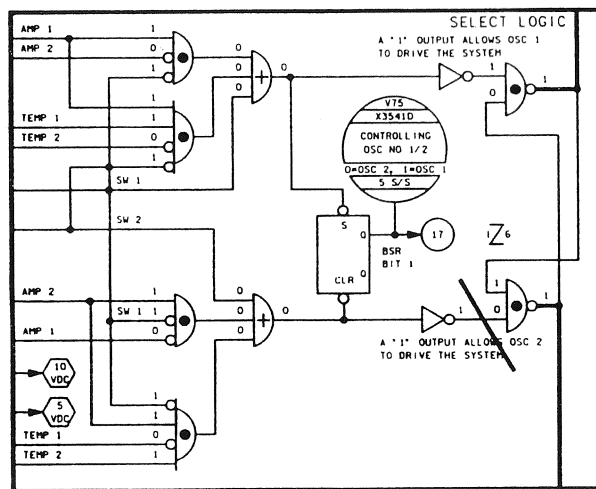 SELECT LOGIC
AMP 1 1
AMP 2 0
1
0
0
0
0
A "1" OUTPUT ALLOWS OSC 1
TO DRIVE THE SYSTEM
1
0
1
TEMP 1 1
TEMP 2 0
1
1
V75
X3541D
CONTROLLING
OSC NO 1/2
0=OSC 2, 1=OSC 1
5 S/S
SW 1
SW 2
S
Q
17
BSR
BIT 1
Q
CLR
1Z6
AMP 2 1
SW 1 1
AMP 1 0
0
0
0
0
1
1
0
1
A "1" OUTPUT ALLOWS OSC 2
TO DRIVE THE SYSTEM
10
VDC
5
VDC
1
1
TEMP 1 0
TEMP 2 1